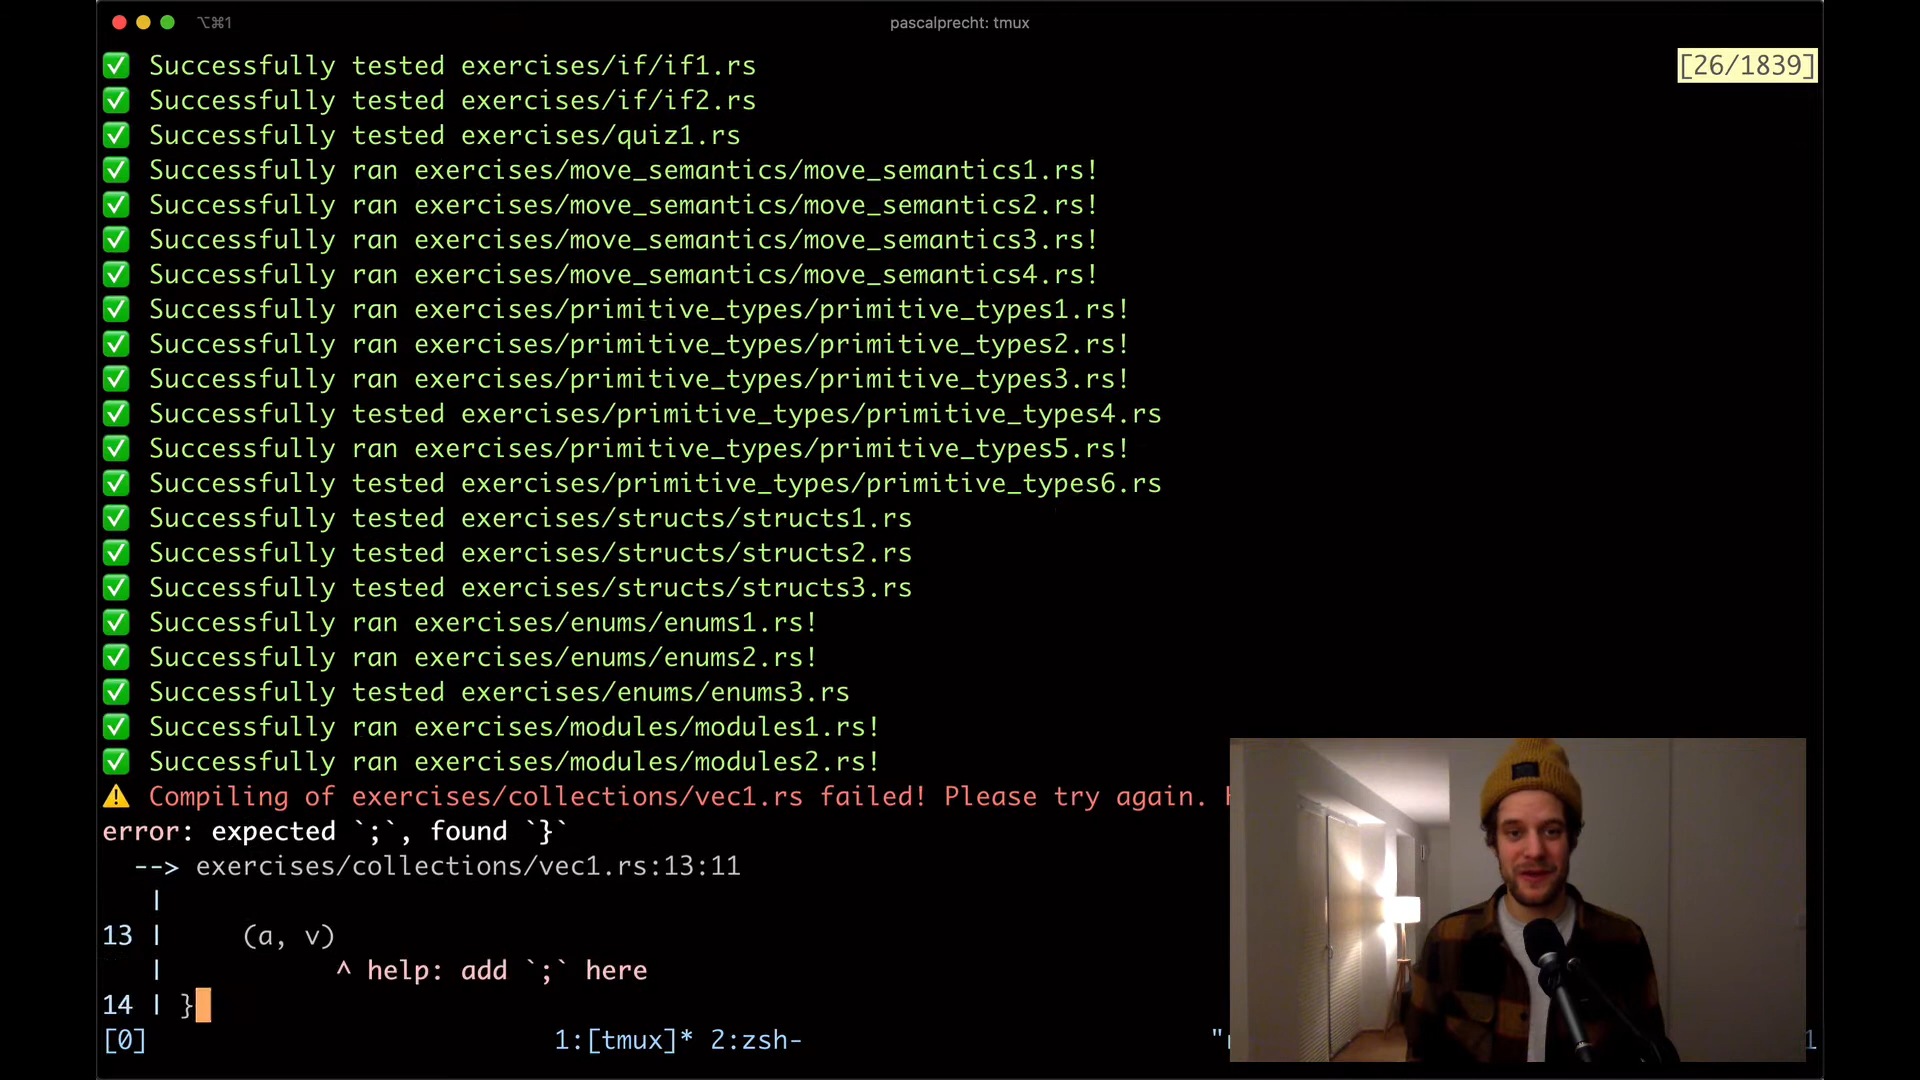 ⌥⌘1
pascalprecht: tmux
[26/1839]
✅ Successfully tested exercises/if/if1.rs
✅ Successfully tested exercises/if/if2.rs
✅ Successfully tested exercises/quiz1.rs
✅ Successfully ran exercises/move_semantics/move_semantics1.rs!
✅ Successfully ran exercises/move_semantics/move_semantics2.rs!
✅ Successfully ran exercises/move_semantics/move_semantics3.rs!
✅ Successfully ran exercises/move_semantics/move_semantics4.rs!
✅ Successfully ran exercises/primitive_types/primitive_types1.rs!
✅ Successfully ran exercises/primitive_types/primitive_types2.rs!
✅ Successfully ran exercises/primitive_types/primitive_types3.rs!
✅ Successfully tested exercises/primitive_types/primitive_types4.rs
✅ Successfully ran exercises/primitive_types/primitive_types5.rs!
✅ Successfully tested exercises/primitive_types/primitive_types6.rs
✅ Successfully tested exercises/structs/structs1.rs
✅ Successfully tested exercises/structs/structs2.rs
✅ Successfully tested exercises/structs/structs3.rs
✅ Successfully ran exercises/enums/enums1.rs!
✅ Successfully ran exercises/enums/enums2.rs!
✅ Successfully tested exercises/enums/enums3.rs
✅ Successfully ran exercises/modules/modules1.rs!
✅ Successfully ran exercises/modules/modules2.rs!
⚠️ Compiling of exercises/collections/vec1.rs failed! Please try again.
error: expected `;`, found `}`
--> exercises/collections/vec1.rs:13:11
|
13 | (a, v)
| ^ help: add `;` here
14 | }
[0] 1:[tmux]* 2:zsh-